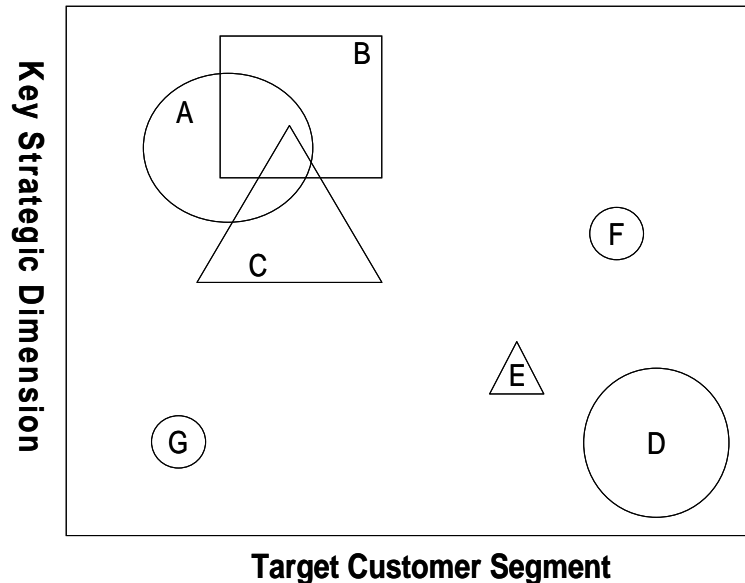 Key Strategic Dimension
B
A
F
C
E
G
D
Target Customer Segment